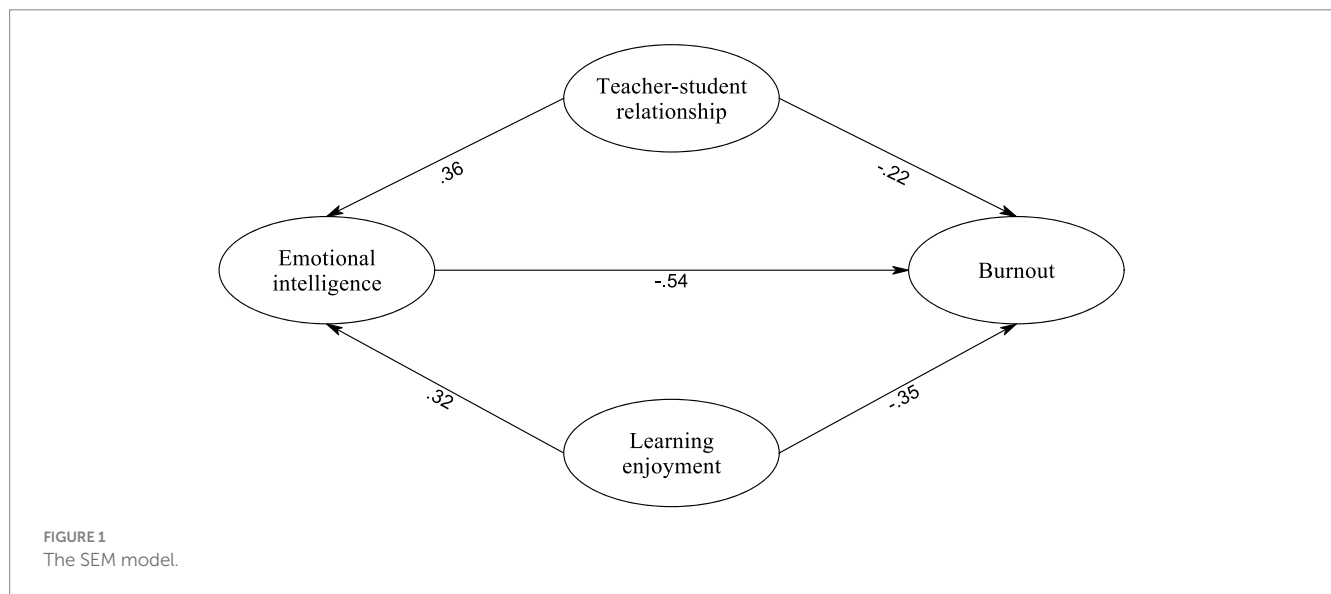 Teacher-student
relationship
.36
-.22
Emotional
intelligence
-.54
Burnout
.32
-.35
Learning
enjoyment
FIGURE 1
The SEM model.